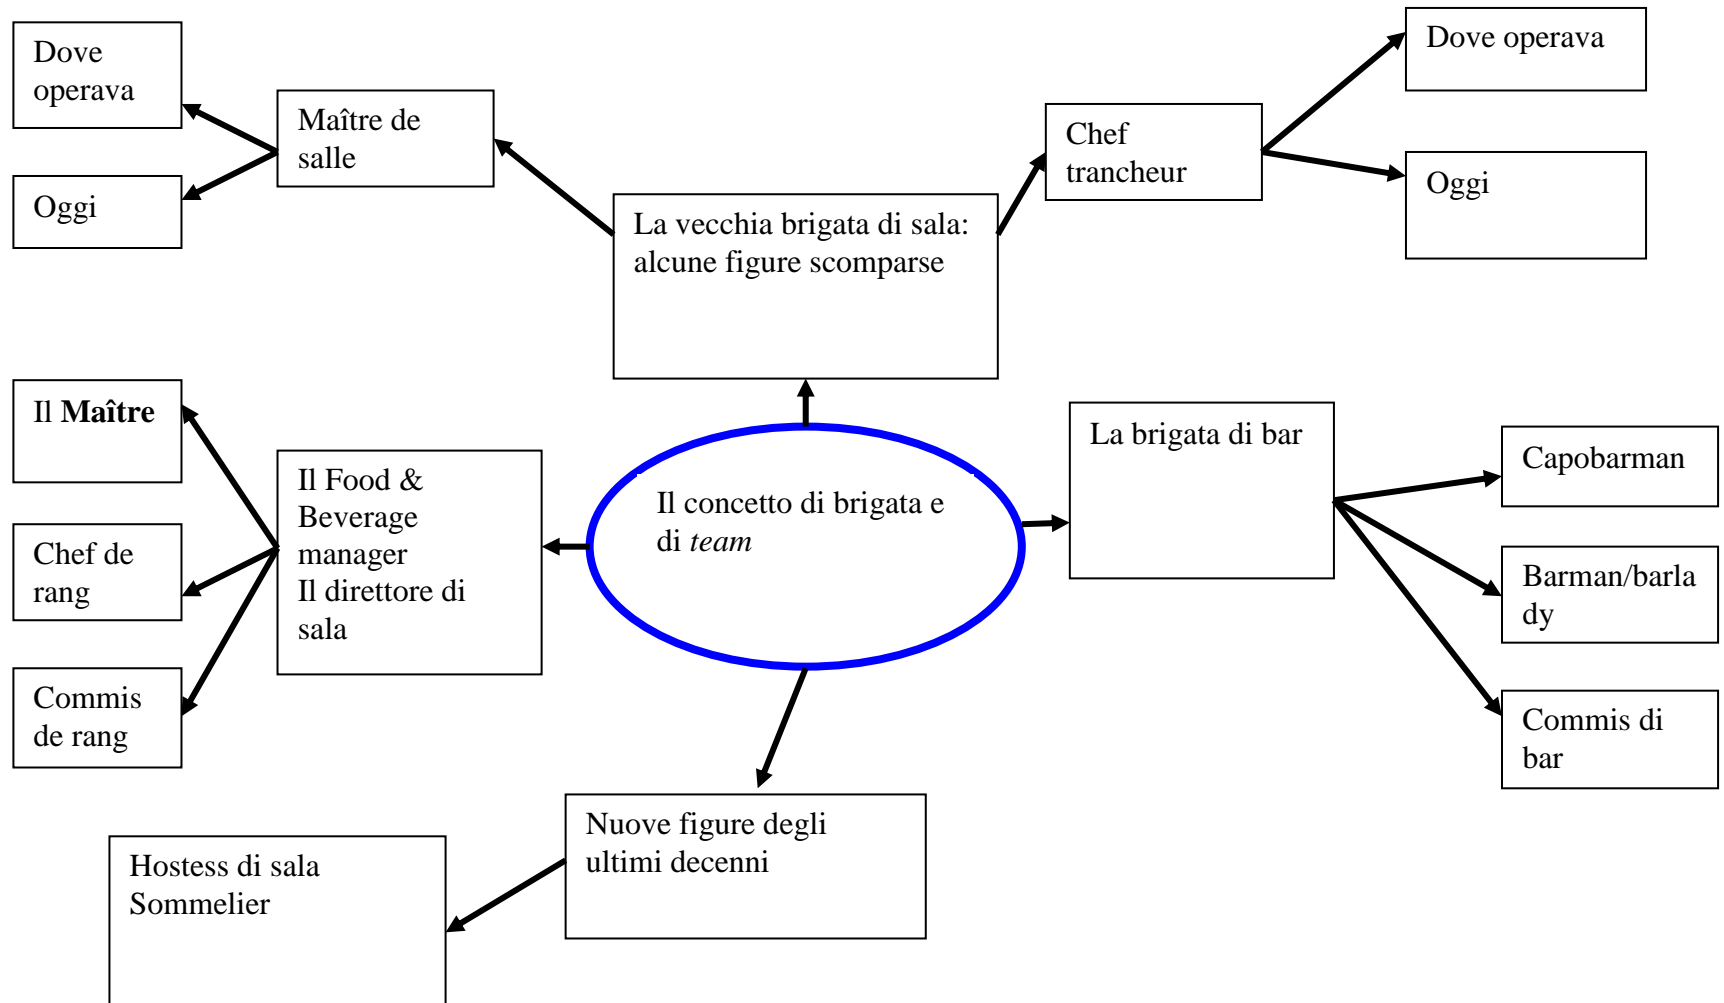 Dove
operava
Oggi
Maître de
salle
La vecchia brigata di sala:
alcune figure scomparse
Chef
trancheur
Dove operava
Oggi
Il Maître
Chef de
rang
Commis
de rang
Il Food &
Beverage
manager
Il direttore di
sala
Il concetto di brigata e
di team
La brigata di bar
Capobarman
Barman/barla
dy
Commis di
bar
Nuove figure degli
ultimi decenni
Hostess di sala
Sommelier